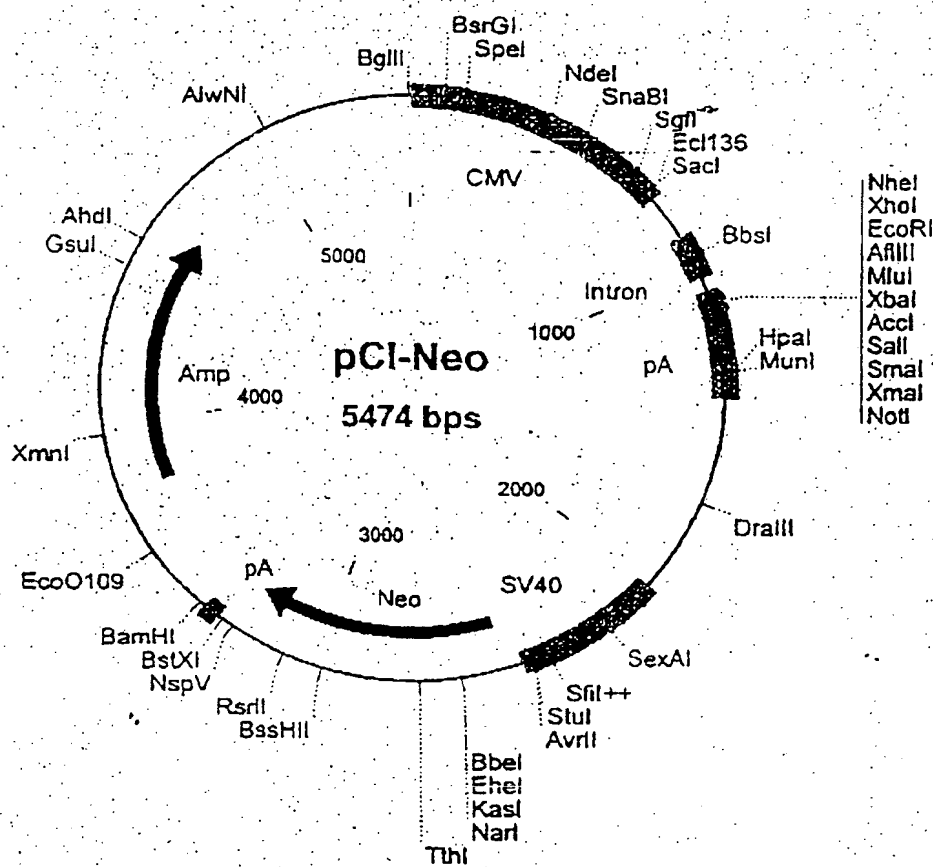 BsrGI
SpeI
BglII
NdeI
SnaBI
SgfI
Ecl136
SacI
AlwNI
CMV
NheI
XhoI
EcoRI
AflIII
MluI
XbaI
AccI
SalI
SmaI
XmaI
NotI
AhdI
GsuI
BbsI
5000
Intron
1000
HpaI
MunI
pA
pCI-Neo
5474 bps
Amp
4000
XmnI
2000
DraIII
3000
EcoO109
pA
Neo
SV40
BamHI
BstXI
NspV
SexAI
RsrII
BssHII
SfiI++
StuI
AvrII
BbeI
EheI
KasI
NarI
TthI